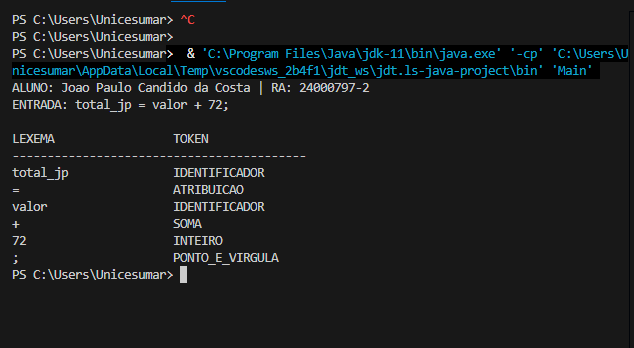 PS C:\Users\Unicesumar> ^C
PS C:\Users\Unicesumar>
PS C:\Users\Unicesumar>  & 'C:\Program Files\Java\jdk-11\bin\java.exe' '-cp' 'C:\Users\U
nicesumar\AppData\Local\Temp\vscodesws_2b4f1\jdt_ws\jdt.ls-java-project\bin' 'Main'
ALUNO: Joao Paulo Candido da Costa | RA: 24000797-2
ENTRADA: total_jp = valor + 72;
LEXEMA TOKEN
------------------------------------------
total_jp IDENTIFICADOR
= ATRIBUICAO
valor IDENTIFICADOR
+ SOMA
72 INTEIRO
; PONTO_E_VIRGULA
PS C:\Users\Unicesumar>